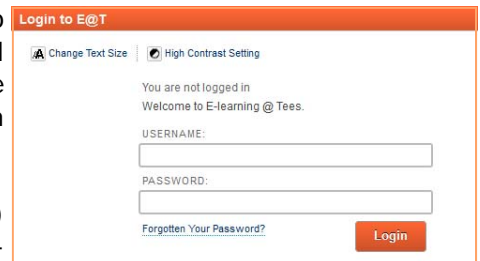 Login to E@T
Change Text Size
High Contrast Setting
You are not logged in
Welcome to E-learning @ Tees.
USERNAME:
PASSWORD:
Forgotten Your Password?
Login